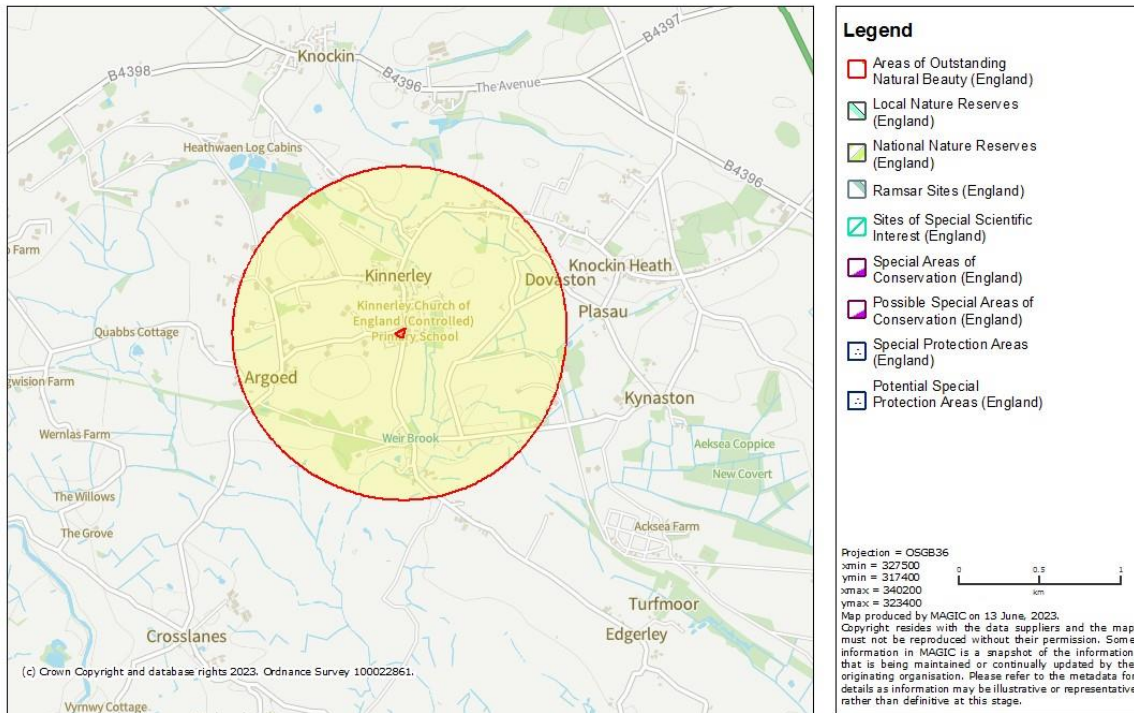 B4397
Knockin
B4398
B4396
The Avenue
Heathwaen Log Cabins
B4396
p Farm
Kinnerley
Knockin Heath
Dovaston
Kinnerley Church of
England (Controlled)
Primary School
Plasau
Quabbs Cottage
Argoed
gwision Farm
Kynaston
Wernlas Farm
Weir Brook
Aeksea Coppice
New Covert
The Willows
The Grove
Acksea Farm
Turfmoor
Crosslanes
Edgerley
(c) Crown Copyright and database rights 2023. Ordnance Survey 100022861.
Vyrnwy Cottage
Legend
Areas of Outstanding
Natural Beauty (England)
Local Nature Reserves
(England)
National Nature Reserves
(England)
Ramsar Sites (England)
Sites of Special Scientific
Interest (England)
Special Areas of
Conservation (England)
Possible Special Areas of
Conservation (England)
Special Protection Areas
(England)
Potential Special
Protection Areas (England)
Projection = OSGB36
xmin = 327500
ymin = 317400
xmax = 340200
ymax = 323400
0 0.5 1
km
Map produced by MAGIC on 13 June, 2023.
Copyright resides with the data suppliers and the map
must not be reproduced without their permission. Some
information in MAGIC is a snapshot of the information
that is being maintained or continually updated by the
originating organisation. Please refer to the metadata for
details as information may be illustrative or representative
rather than definitive at this stage.